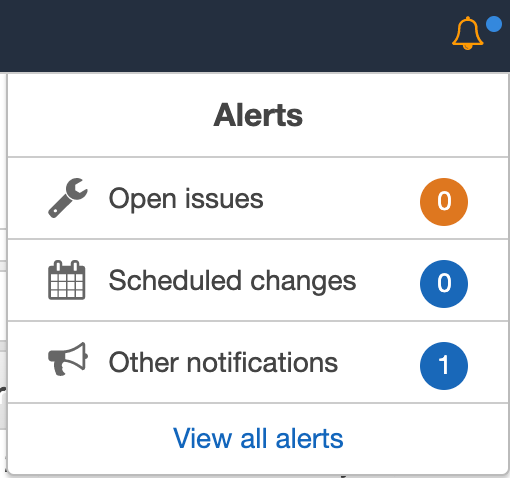 Alerts
Open issues 0
Scheduled changes 0
Other notifications 1
View all alerts